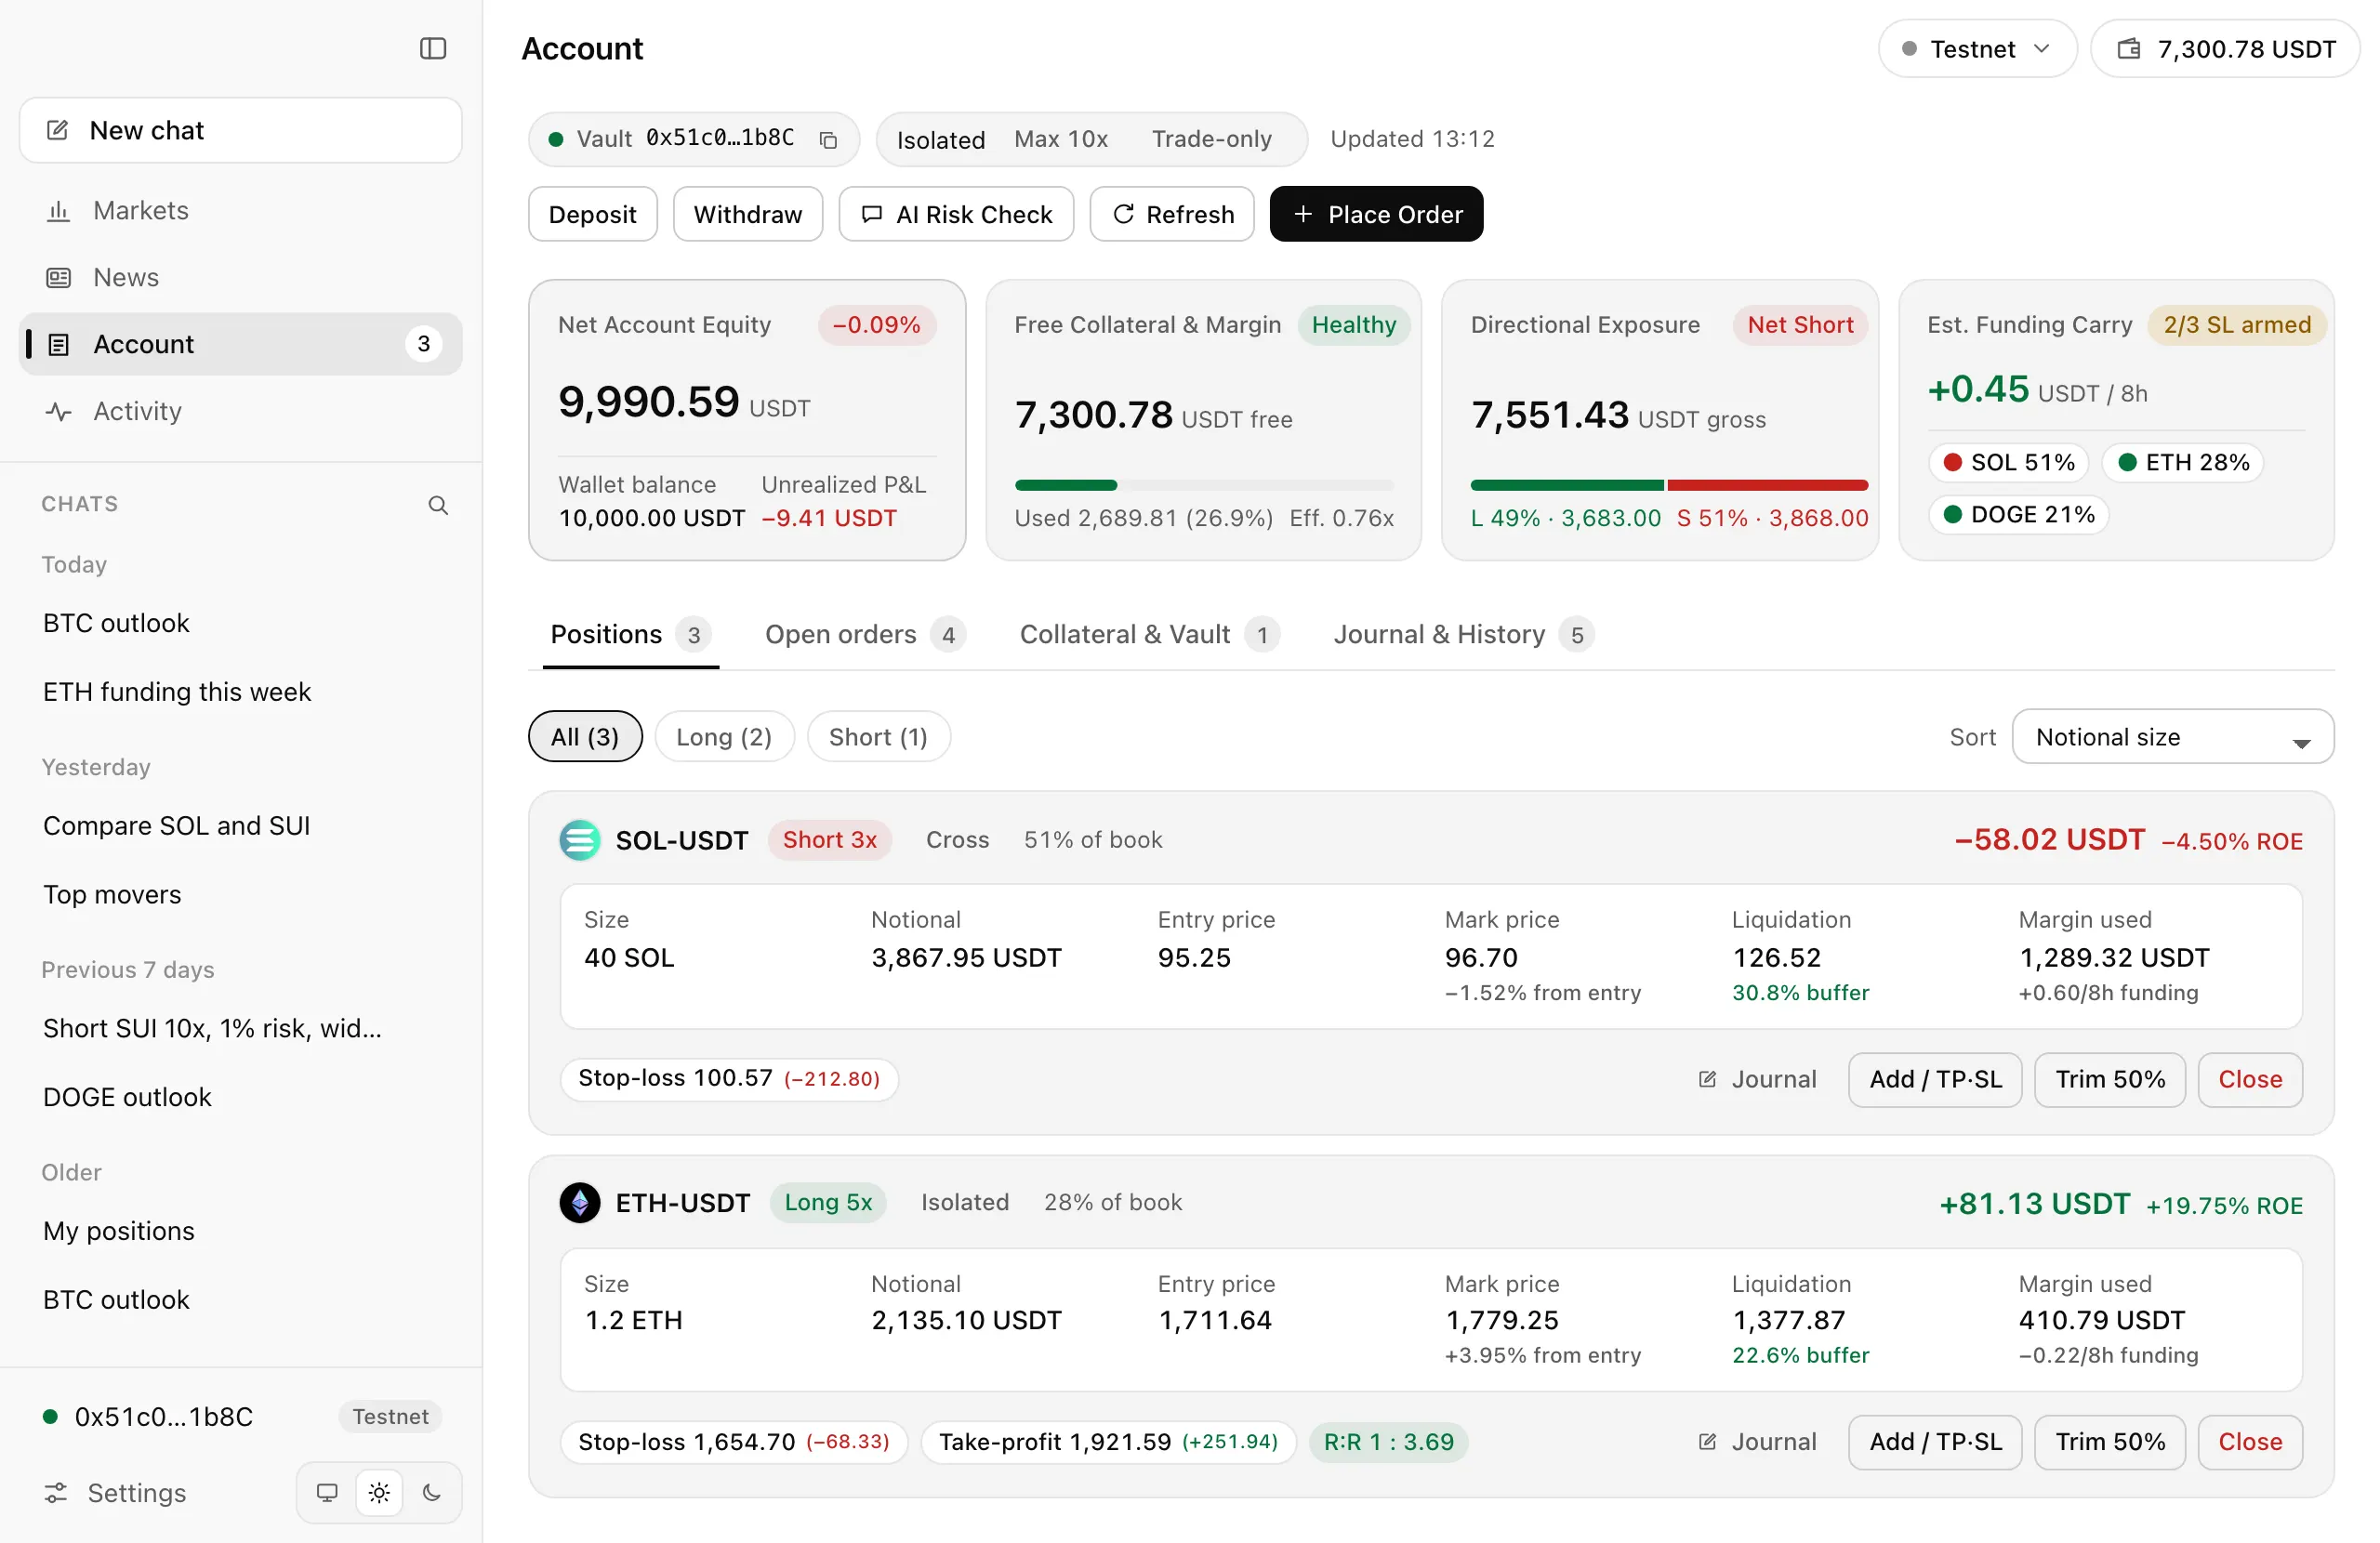 New chat
Markets
News
Account 3
Activity
CHATS
Today
BTC outlook
ETH funding this week
Yesterday
Compare SOL and SUI
Top movers
Previous 7 days
Short SUI 10x, 1% risk, wid...
DOGE outlook
Older
My positions
BTC outlook
0x51c0...1b8C Testnet
Settings
Account
Testnet 7,300.78 USDT
Vault 0x51c0…1b8C Isolated Max 10x Trade-only Updated 13:12
Deposit Withdraw AI Risk Check Refresh + Place Order
Net Account Equity −0.09%
9,990.59 USDT
Wallet balance Unrealized P&L
10,000.00 USDT −9.41 USDT
Free Collateral & Margin Healthy
7,300.78 USDT free
Used 2,689.81 (26.9%) Eff. 0.76x
Directional Exposure Net Short
7,551.43 USDT gross
L 49% · 3,683.00 S 51% · 3,868.00
Est. Funding Carry 2/3 SL armed
+0.45 USDT / 8h
SOL 51% ETH 28%
DOGE 21%
Positions 3 Open orders 4 Collateral & Vault 1 Journal & History 5
All (3) Long (2) Short (1) Sort Notional size
SOL-USDT Short 3x Cross 51% of book −58.02 USDT −4.50% ROE
Size Notional Entry price Mark price Liquidation Margin used
40 SOL 3,867.95 USDT 95.25 96.70 126.52 1,289.32 USDT
−1.52% from entry 30.8% buffer +0.60/8h funding
Stop-loss 100.57 (−212.80) Journal Add / TP·SL Trim 50% Close
ETH-USDT Long 5x Isolated 28% of book +81.13 USDT +19.75% ROE
Size Notional Entry price Mark price Liquidation Margin used
1.2 ETH 2,135.10 USDT 1,711.64 1,779.25 1,377.87 410.79 USDT
+3.95% from entry 22.6% buffer −0.22/8h funding
Stop-loss 1,654.70 (−68.33) Take-profit 1,921.59 (+251.94) R:R 1 : 3.69 Journal Add / TP·SL Trim 50% Close